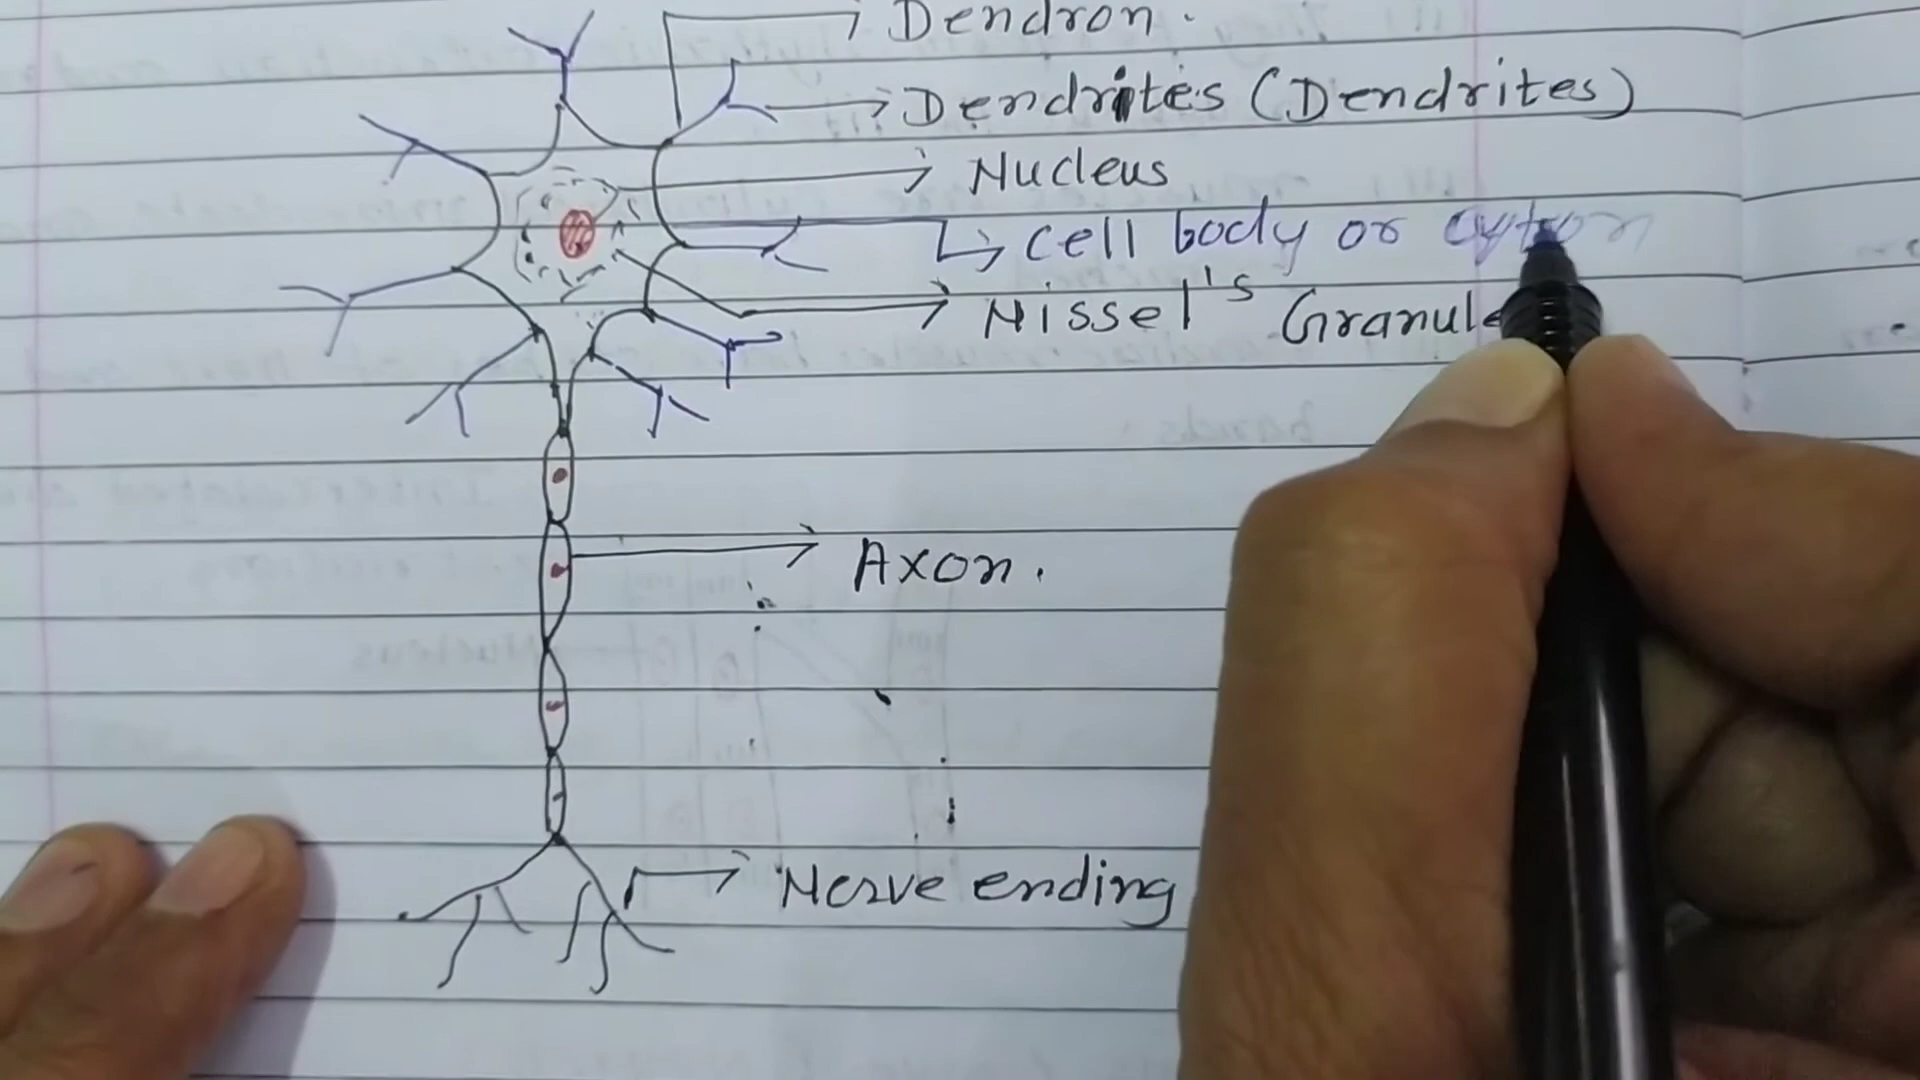 Dendron.
Dendrites (Dendrites)
Nucleus
Cell body or cyton
Nissel's Granule
Axon.
Nerve ending